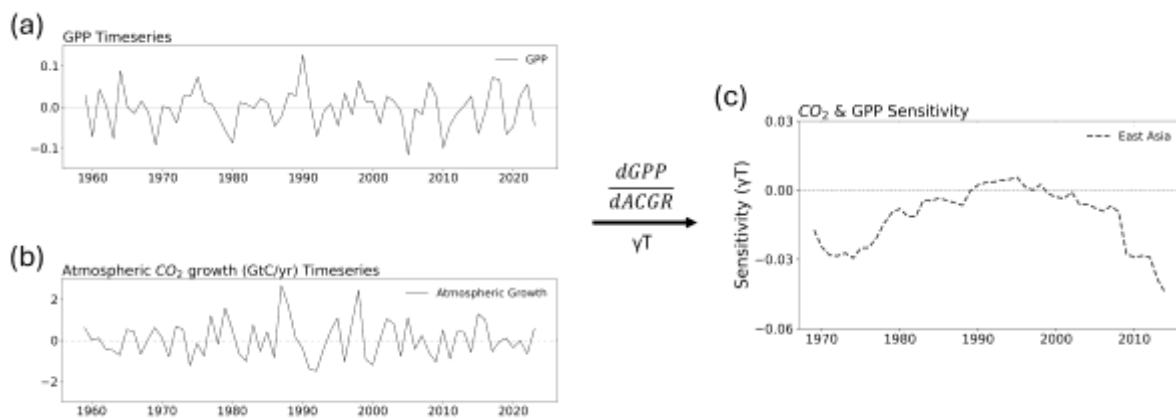 (a)
GPP Timeseries
GPP
0.1
0.0
−0.1
1960 1970 1980 1990 2000 2010 2020
(b)
Atmospheric CO₂ growth (GtC/yr) Timeseries
Atmospheric Growth
2
0
−2
1960 1970 1980 1990 2000 2010 2020
dGPP
dACGR
γT
(c)
CO₂ & GPP Sensitivity
East Asia
Sensitivity (γT)
0.03
0.00
−0.03
−0.06
1970 1980 1990 2000 2010